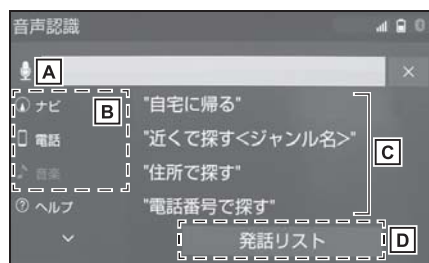 音声認識
A
ナビ B "自宅に帰る"
電話 "近くで探す<ジャンル名>"
C
音楽 "住所で探す"
? ヘルプ "電話番号で探す"
発話リスト D